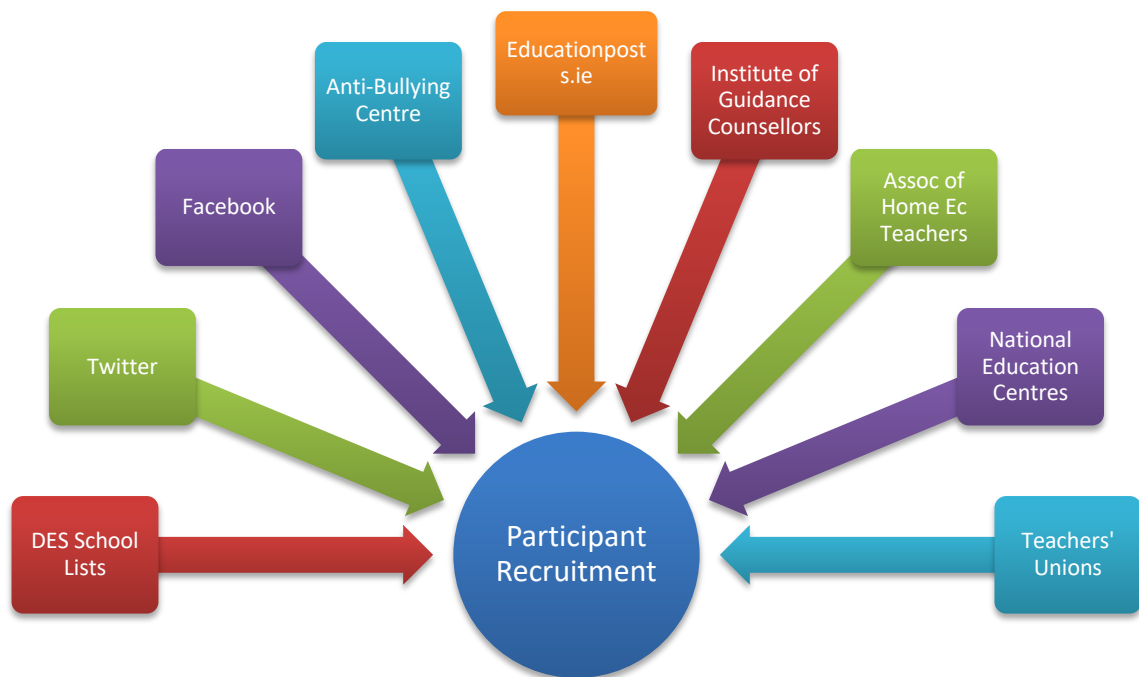 Educationpost
s.ie
Anti-Bullying
Centre
Institute of
Guidance
Counsellors
Facebook
Assoc of
Home Ec
Teachers
Twitter
National
Education
Centres
DES School
Lists
Participant
Recruitment
Teachers'
Unions